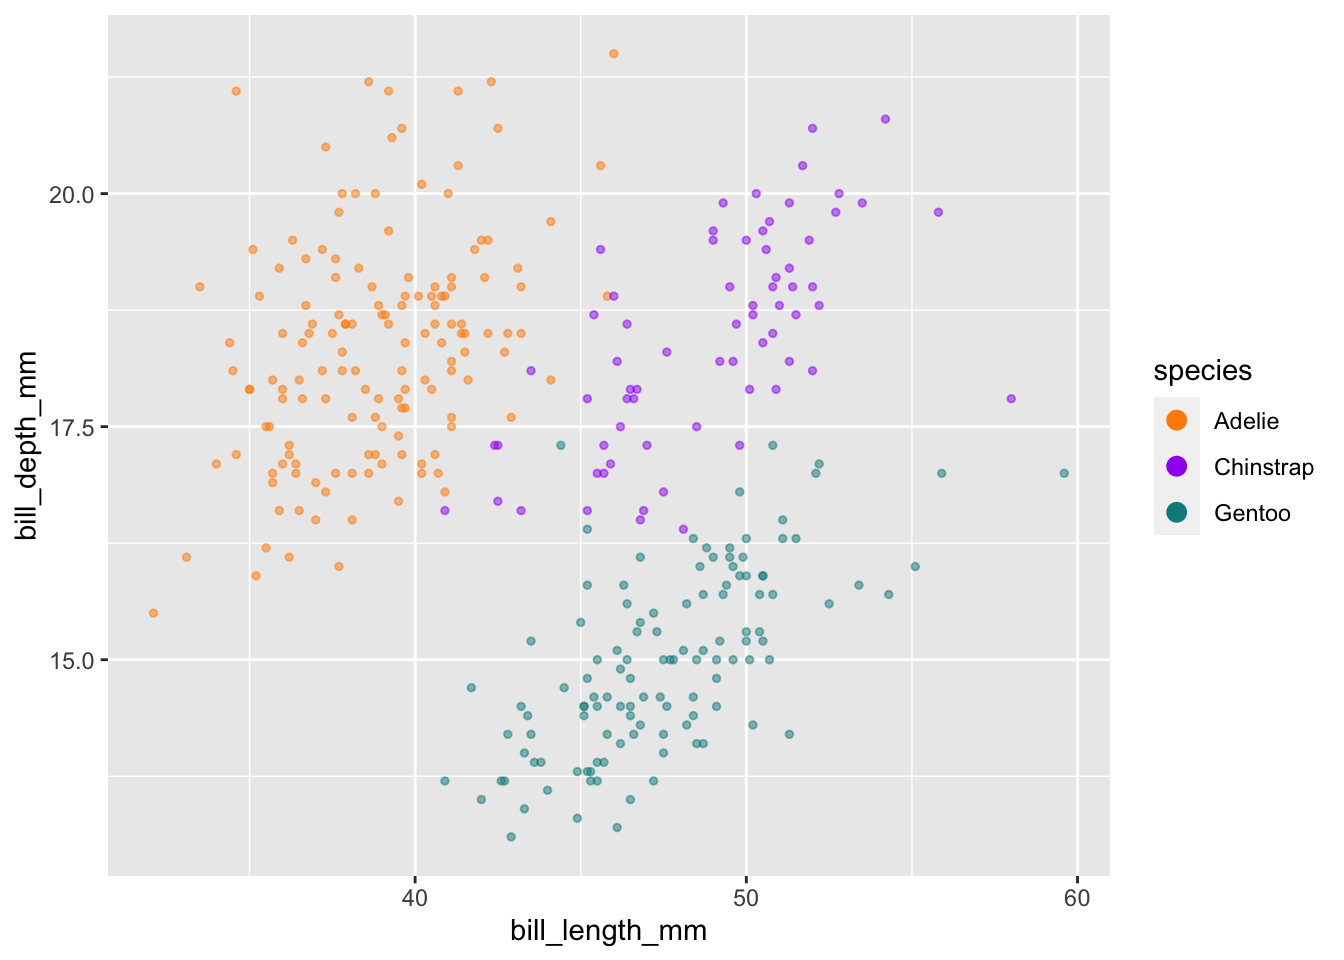 20.0
17.5
15.0
bill_depth_mm
40
50
60
bill_length_mm
species
Adelie
Chinstrap
Gentoo